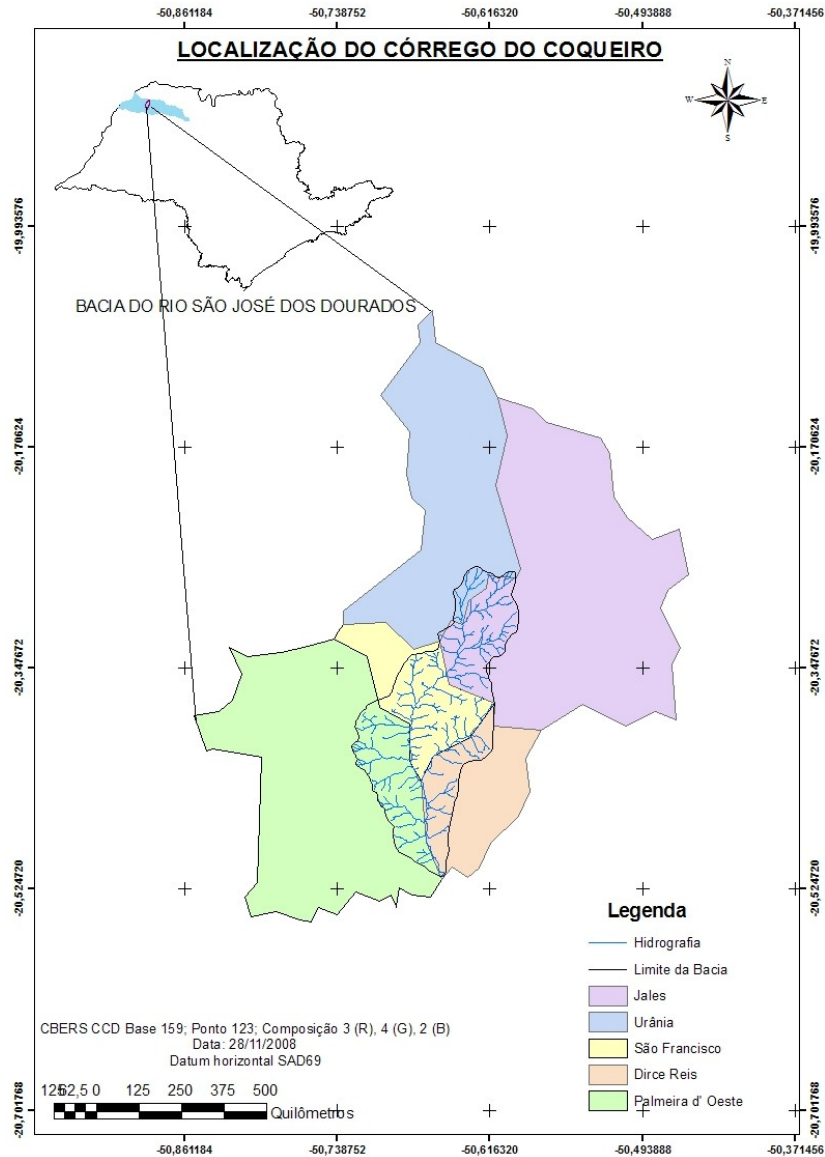 -50,861184 -50,738752 -50,616320 -50,493888 -50,371456
LOCALIZAÇÃO DO CÓRREGO DO COQUEIRO
N
W E
S
-19,993576 -19,993576
BACIA DO RIO SÃO JOSÉ DOS DOURADOS
-20,170624 -20,170624
-20,347672 -20,347672
-20,524720 -20,524720
Legenda
Hidrografia
Limite da Bacia
Jales
Urânia
São Francisco
Dirce Reis
Palmeira d' Oeste
CBERS CCD Base 159; Ponto 123; Composição 3 (R), 4 (G), 2 (B)
Data: 28/11/2008
Datum horizontal SAD69
12562,5 0 125 250 375 500
Quilômetros
-20,701768 -20,701768
-50,861184 -50,738752 -50,616320 -50,493888 -50,371456